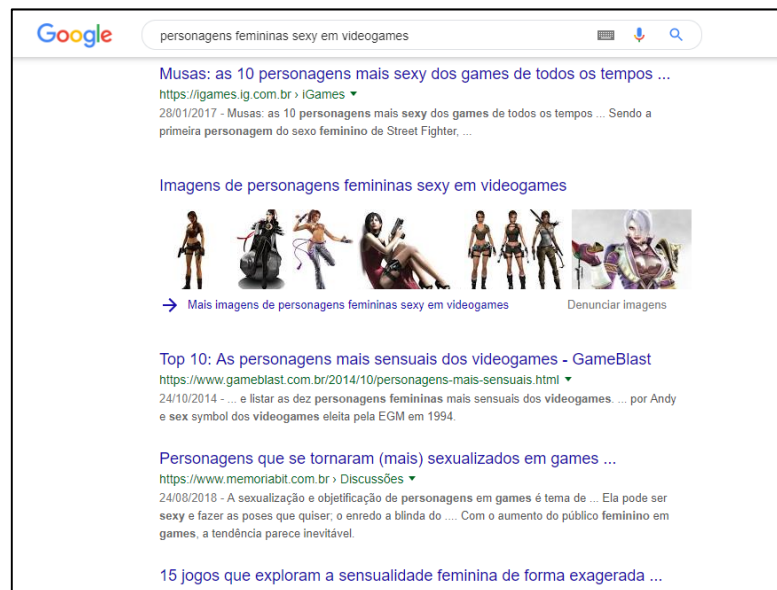 Google
personagens femininas sexy em videogames
Musas: as 10 personagens mais sexy dos games de todos os tempos ...
https://igames.ig.com.br › iGames
28/01/2017 - Musas: as 10 personagens mais sexy dos games de todos os tempos ... Sendo a
primeira personagem do sexo feminino de Street Fighter, ...
Imagens de personagens femininas sexy em videogames
Mais imagens de personagens femininas sexy em videogames Denunciar imagens
Top 10: As personagens mais sensuais dos videogames - GameBlast
https://www.gameblast.com.br/2014/10/personagens-mais-sensuais.html
24/10/2014 - ... e listar as dez personagens femininas mais sensuais dos videogames. ... por Andy
e sex symbol dos videogames eleita pela EGM em 1994.
Personagens que se tornaram (mais) sexualizados em games ...
https://www.memoriabit.com › Discussões
24/08/2018 - A sexualização e objetificação de personagens em games é tema de ... Ela pode ser
sexy e fazer as poses que quiser; o enredo a blinda do .... Com o aumento do público feminino em
games, a tendência parece inevitável.
15 jogos que exploram a sensualidade feminina de forma exagerada ...